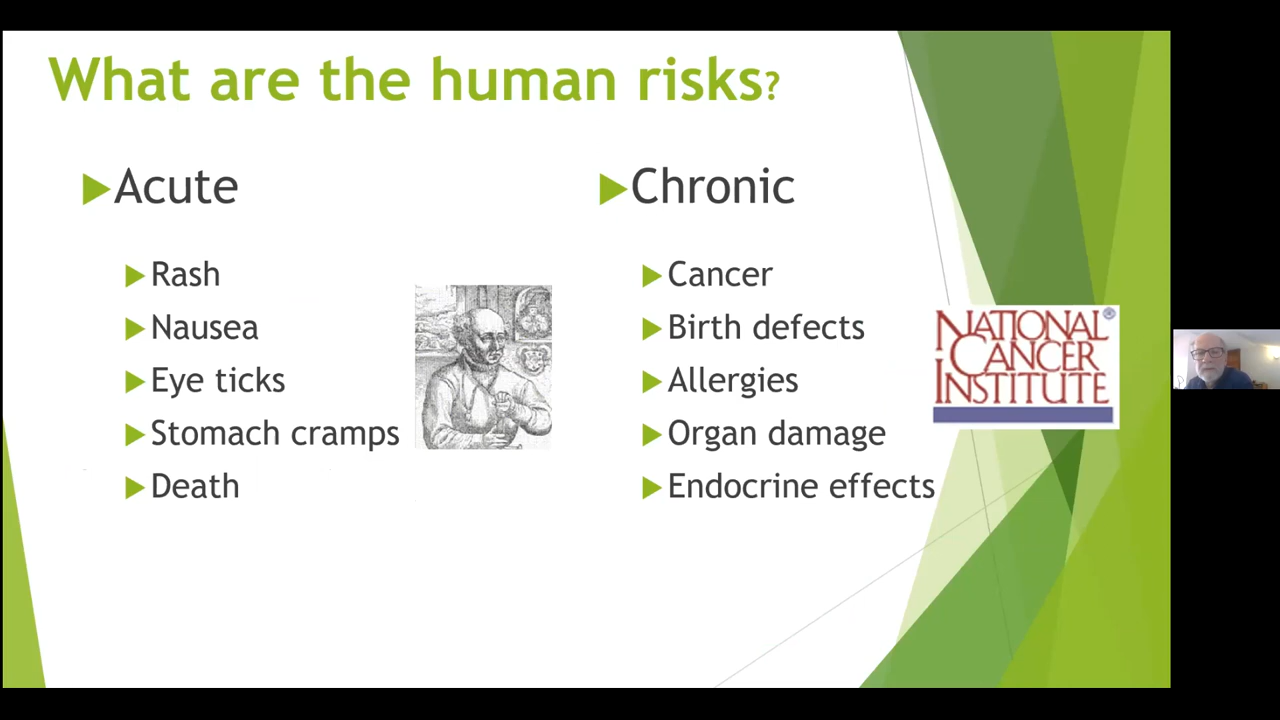 What are the human risks?
Acute
Rash
Nausea
Eye ticks
Stomach cramps
Death
Chronic
Cancer
Birth defects
Allergies
Organ damage
Endocrine effects
NATIONAL
CANCER
INSTITUTE